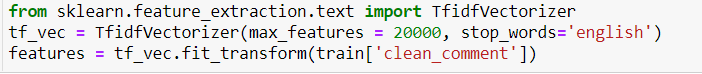 from sklearn.feature_extraction.text import TfidfVectorizer
tf_vec = TfidfVectorizer(max_features = 20000, stop_words='english')
features = tf_vec.fit_transform(train['clean_comment'])